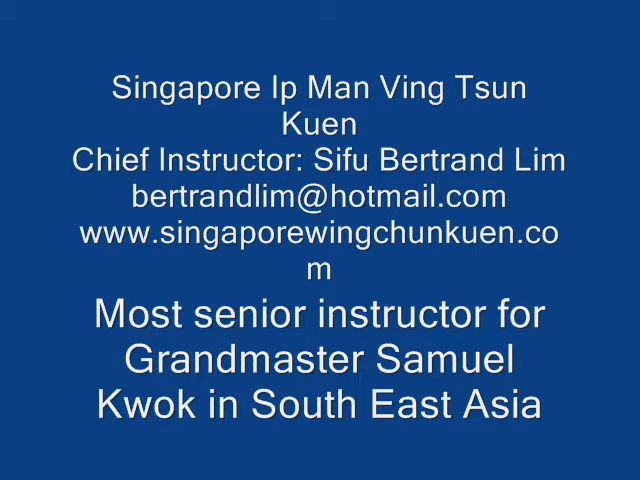 Singapore Ip Man Ving Tsun
Kuen
Chief Instructor: Sifu Bertrand Lim
bertrandlim@hotmail.com
www.singaporewingchunkuen.co
m
Most senior instructor for
Grandmaster Samuel
Kwok in South East Asia